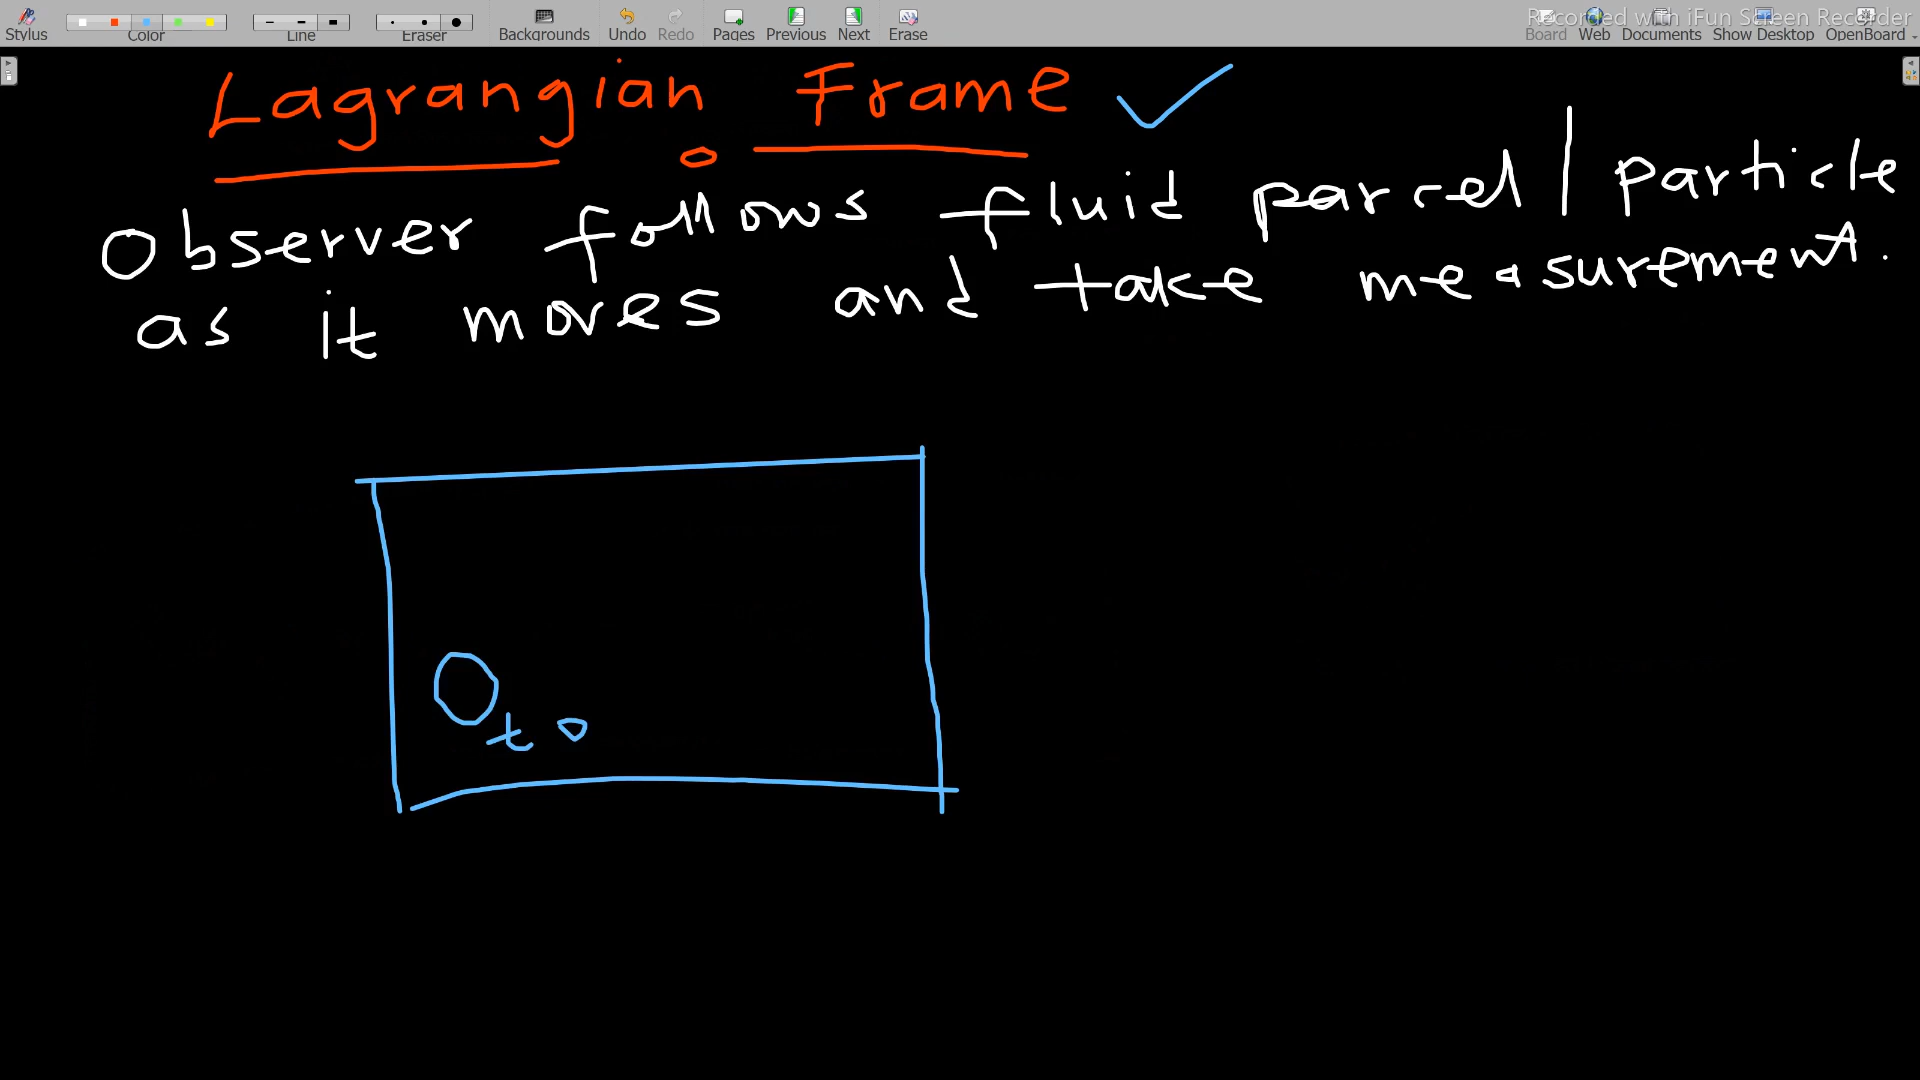 Recorded with iFun Screen Recorder
Stylus Color Line Eraser Backgrounds Undo Redo Pages Previous Next Erase Board Web Documents Show Desktop OpenBoard
Lagrangian Frame
Observer follows fluid parcel | particle
as it moves and take measurement.
to